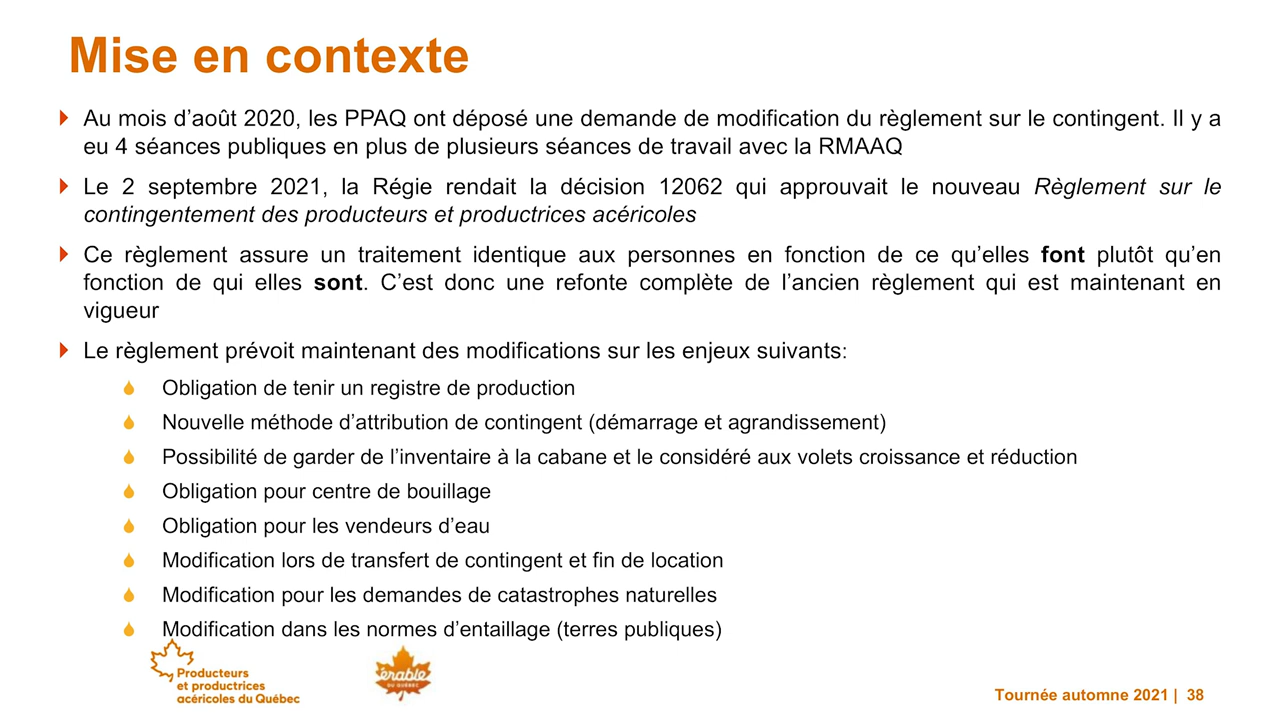 Mise en contexte
Au mois d’août 2020, les PPAQ ont déposé une demande de modification du règlement sur le contingent. Il y a
eu 4 séances publiques en plus de plusieurs séances de travail avec la RMAAQ
Le 2 septembre 2021, la Régie rendait la décision 12062 qui approuvait le nouveau Règlement sur le
contingentement des producteurs et productrices acéricoles
Ce règlement assure un traitement identique aux personnes en fonction de ce qu’elles font plutôt qu’en
fonction de qui elles sont. C’est donc une refonte complète de l’ancien règlement qui est maintenant en
vigueur
Le règlement prévoit maintenant des modifications sur les enjeux suivants:
Obligation de tenir un registre de production
Nouvelle méthode d’attribution de contingent (démarrage et agrandissement)
Possibilité de garder de l’inventaire à la cabane et le considéré aux volets croissance et réduction
Obligation pour centre de bouillage
Obligation pour les vendeurs d’eau
Modification lors de transfert de contingent et fin de location
Modification pour les demandes de catastrophes naturelles
Modification dans les normes d’entaillage (terres publiques)
Producteurs
et productrices
acéricoles du Québec
érable
DU QUÉBEC
Tournée automne 2021 | 38